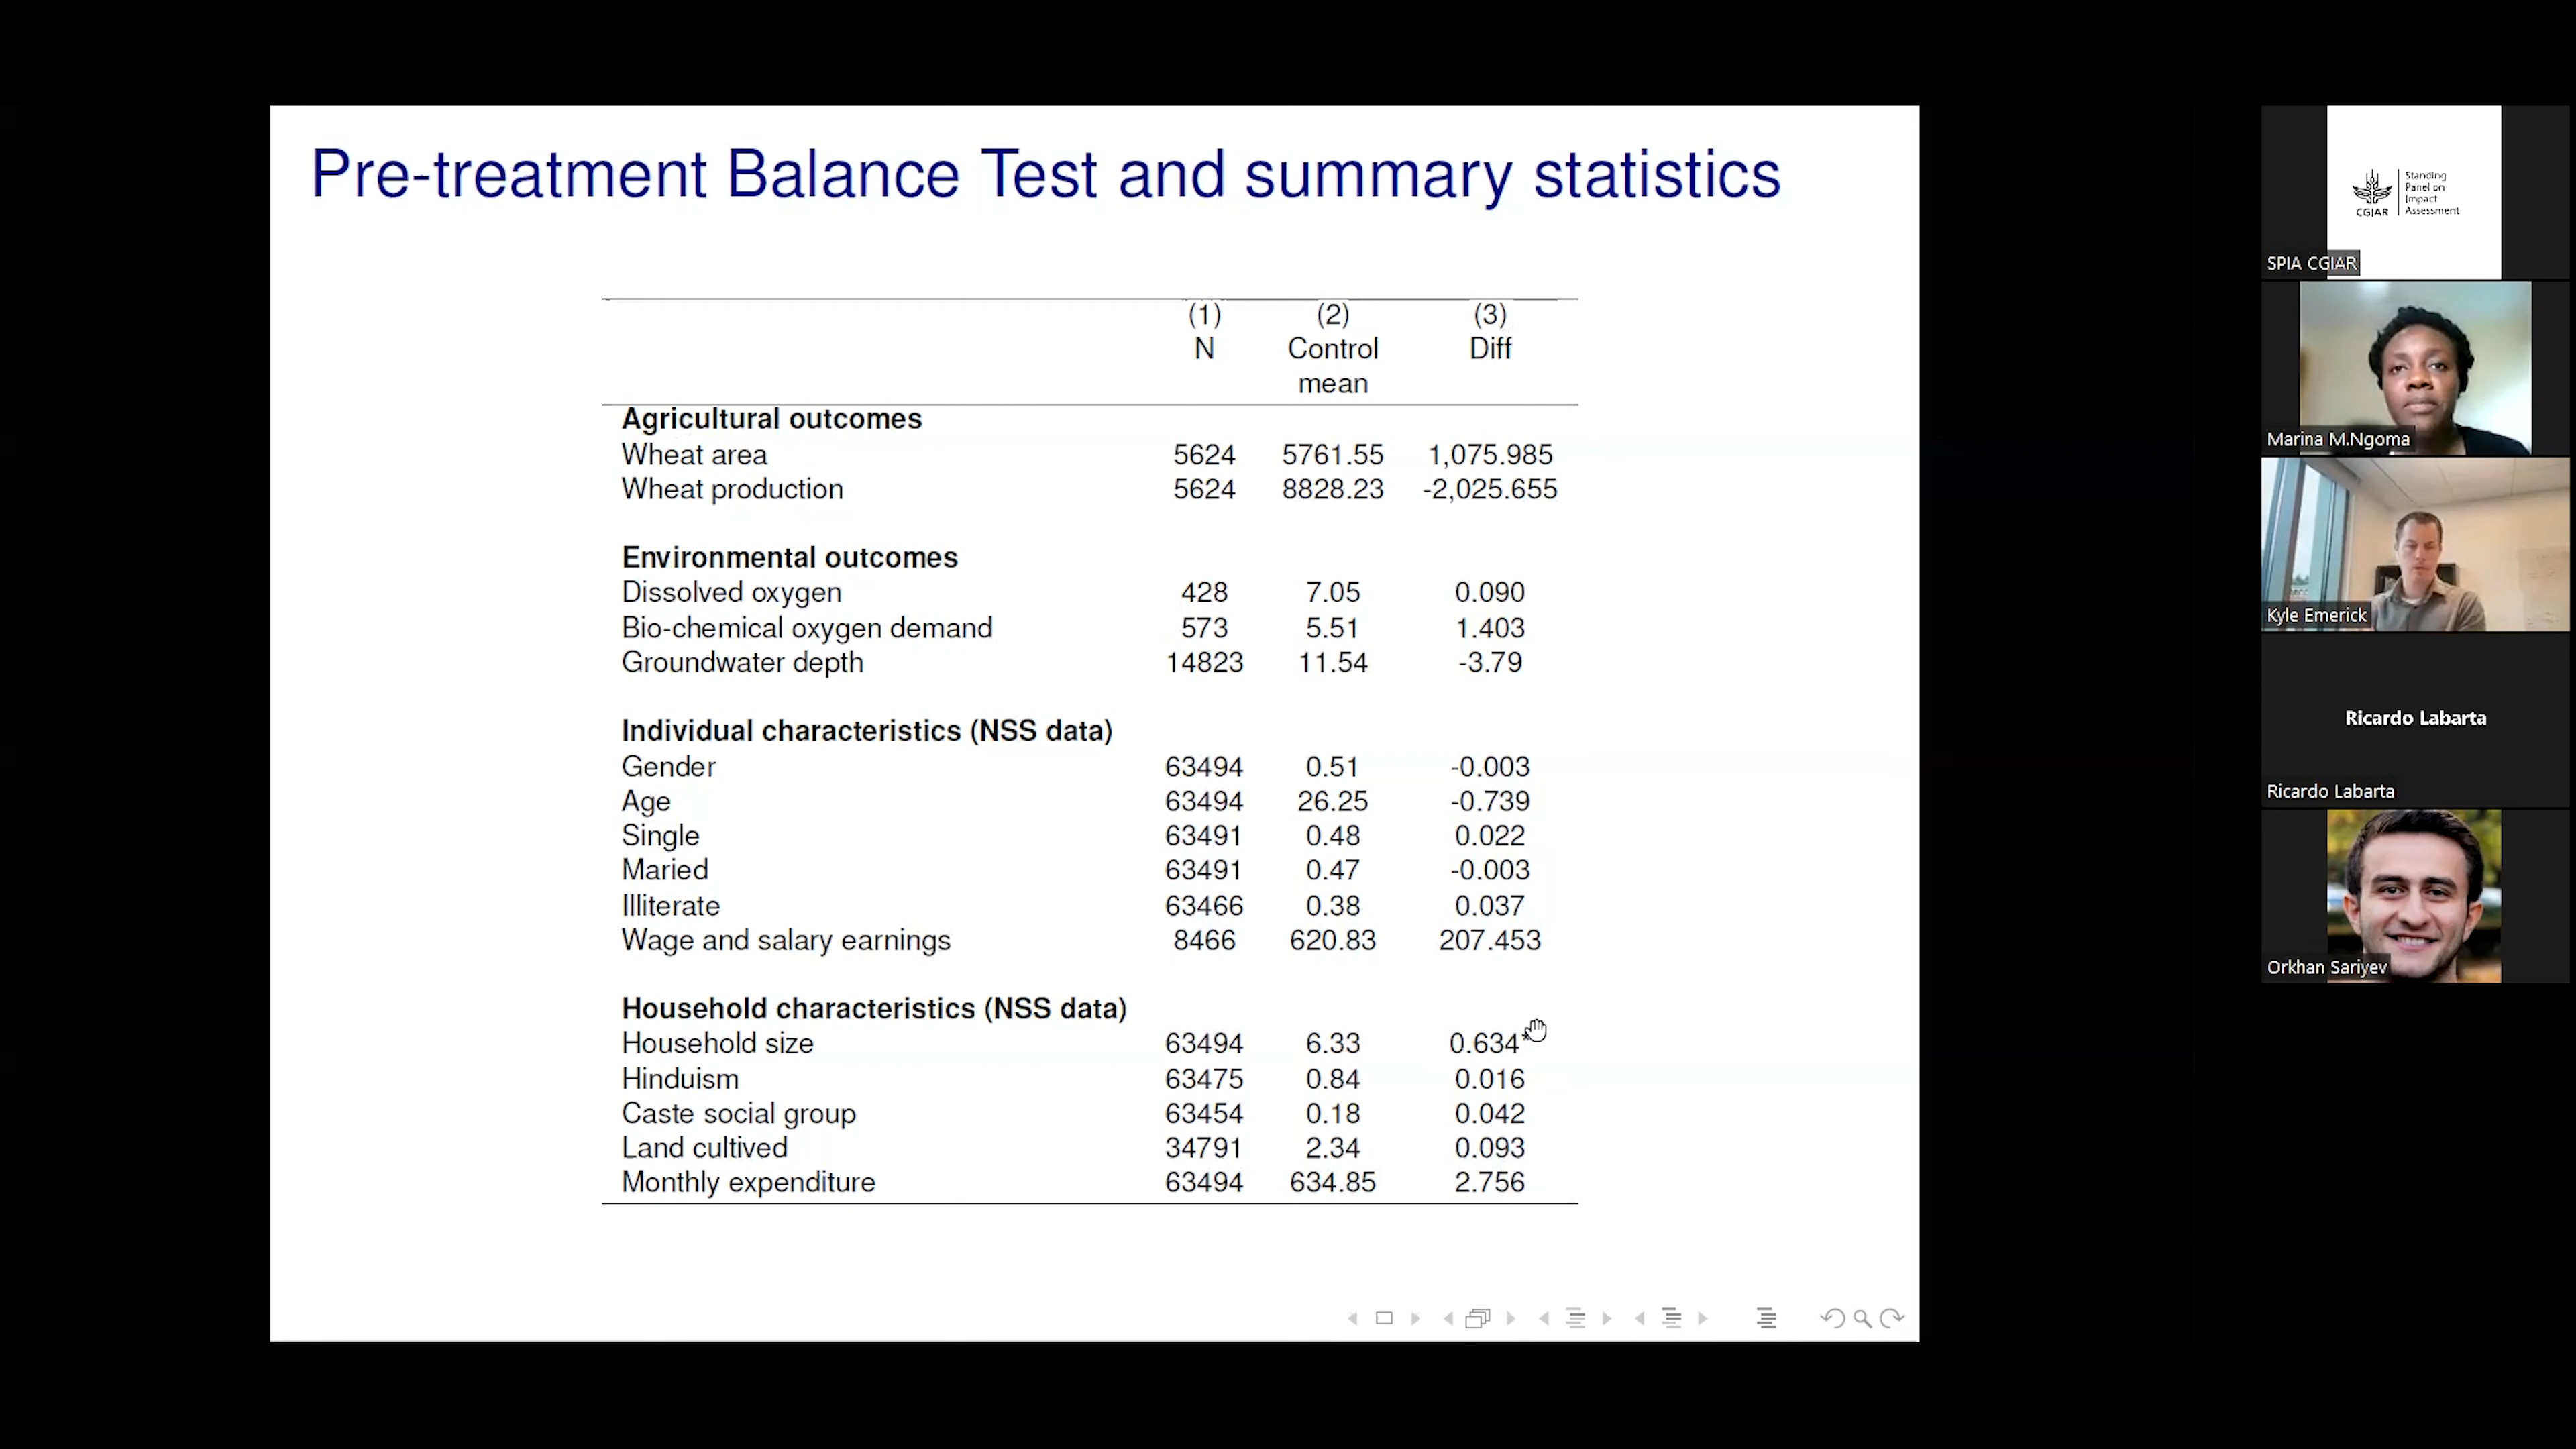 Pre-treatment Balance Test and summary statistics
(1) (2) (3)
N Control Diff
mean
Agricultural outcomes
Wheat area 5624 5761.55 1,075.985
Wheat production 5624 8828.23 -2,025.655
Environmental outcomes
Dissolved oxygen 428 7.05 0.090
Bio-chemical oxygen demand 573 5.51 1.403
Groundwater depth 14823 11.54 -3.79
Individual characteristics (NSS data)
Gender 63494 0.51 -0.003
Age 63494 26.25 -0.739
Single 63491 0.48 0.022
Maried 63491 0.47 -0.003
Illiterate 63466 0.38 0.037
Wage and salary earnings 8466 620.83 207.453
Household characteristics (NSS data)
Household size 63494 6.33 0.634*
Hinduism 63475 0.84 0.016
Caste social group 63454 0.18 0.042
Land cultived 34791 2.34 0.093
Monthly expenditure 63494 634.85 2.756
CGIAR
Standing
Panel on
Impact
Assessment
SPIA CGIAR
Marina M.Ngoma
Kyle Emerick
Ricardo Labarta
Ricardo Labarta
Orkhan Sariyev